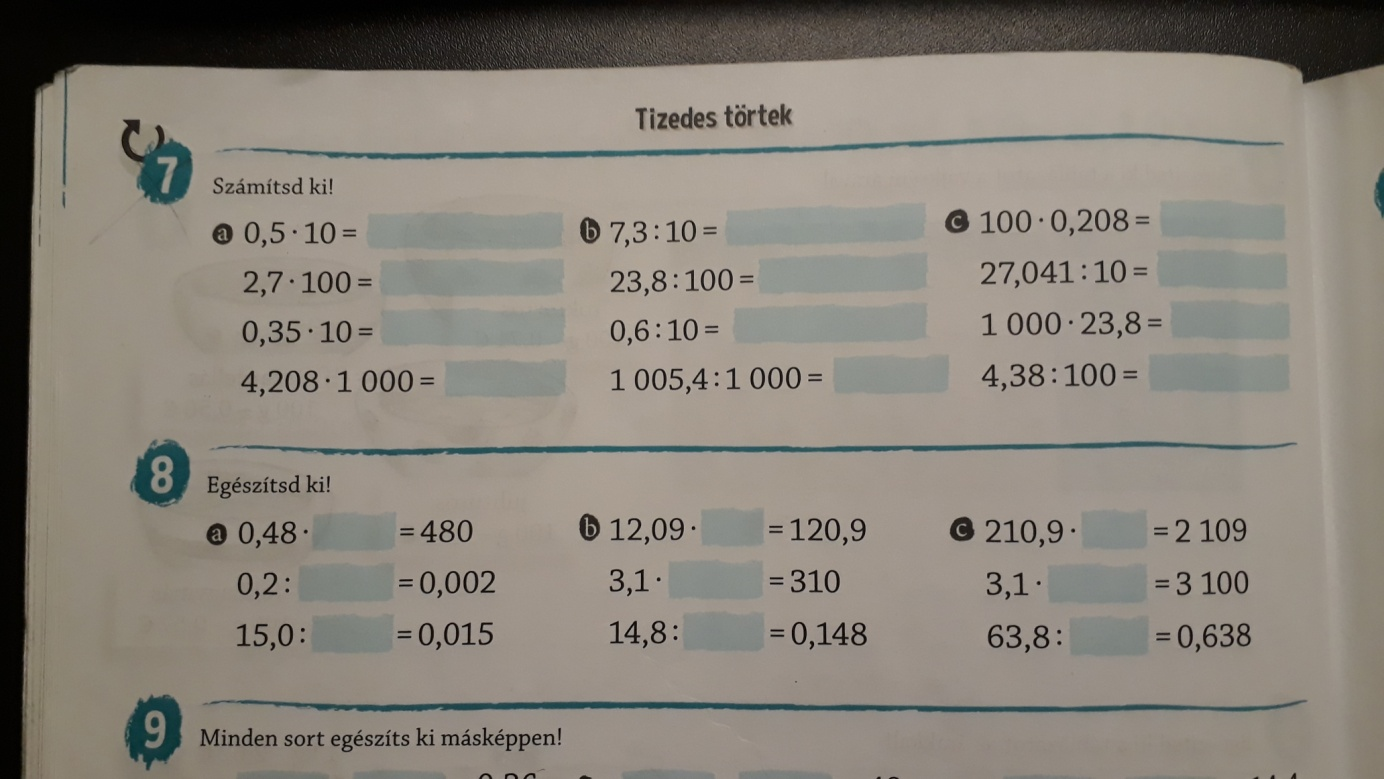 Tizedes törtek
7
Számítsd ki!
a 0,5 · 10 = b 7,3 : 10 = c 100 · 0,208 =
2,7 · 100 = 23,8 : 100 = 27,041 : 10 =
0,35 · 10 = 0,6 : 10 = 1 000 · 23,8 =
4,208 · 1 000 = 1 005,4 : 1 000 = 4,38 : 100 =
8
Egészítsd ki!
a 0,48 · = 480 b 12,09 · = 120,9 c 210,9 · = 2 109
0,2 : = 0,002 3,1 · = 310 3,1 · = 3 100
15,0 : = 0,015 14,8 : = 0,148 63,8 : = 0,638
9
Minden sort egészíts ki másképpen!